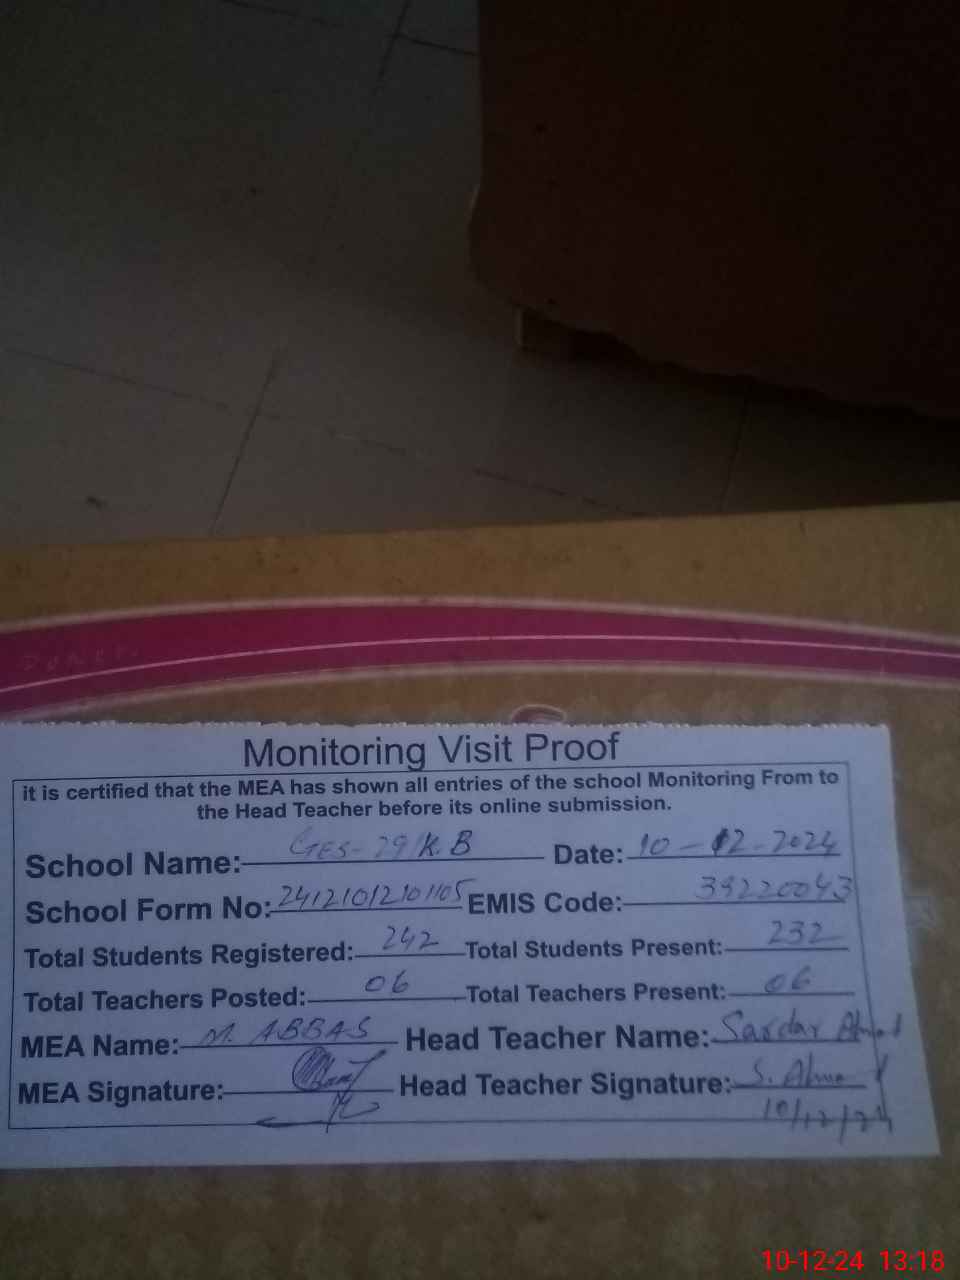 Monitoring Visit Proof
it is certified that the MEA has shown all entries of the school Monitoring From to
the Head Teacher before its online submission.
School Name: GES-29/K.B Date: 10-12-2024
School Form No: 24121012101105 EMIS Code: 39220043
Total Students Registered: 242 Total Students Present: 232
Total Teachers Posted: 06 Total Teachers Present: 06
MEA Name: M. ABBAS Head Teacher Name: Sardar Ahmad
MEA Signature: Head Teacher Signature: S. Ahmad
10/12/24
10-12-24 13:18